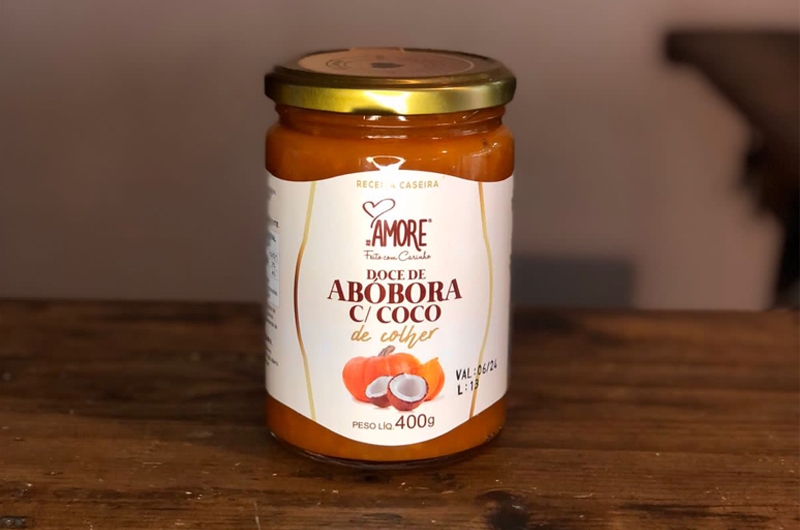 RECEITA CASEIRA
AMORE®
Feito com Carinho
DOCE DE
ABÓBORA
C/ COCO
de colher
VAL:06/24
L:13
PESO LÍQ. 400g